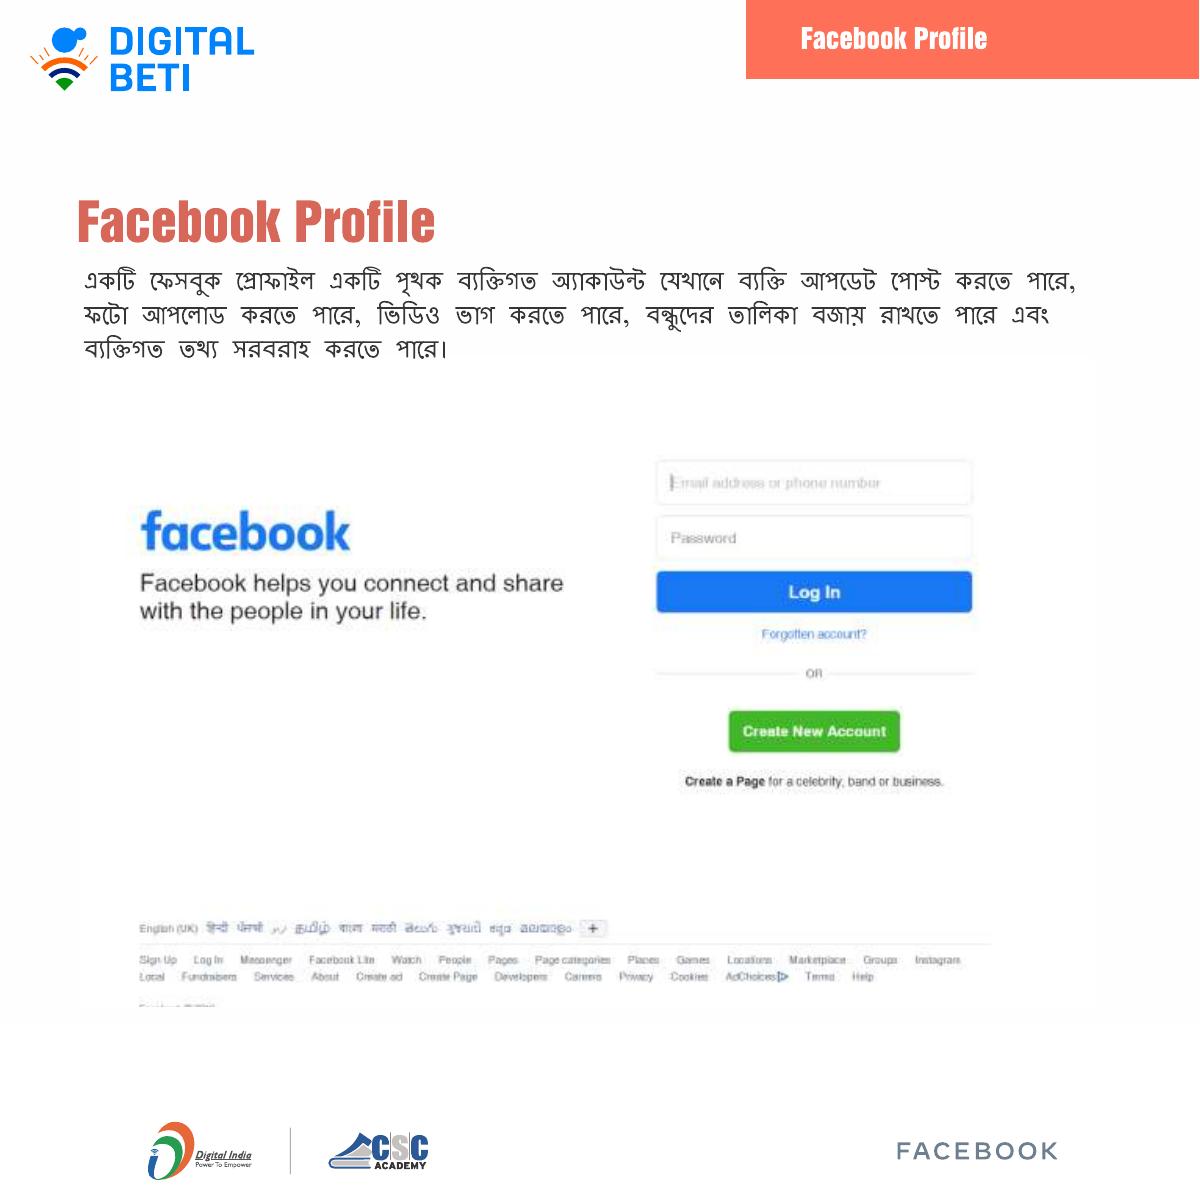 DIGITAL
BETI
Facebook Profile
Facebook Profile
একটি ফেসবুক প্রোফাইল একটি পৃথক ব্যক্তিগত অ্যাকাউন্ট যেখানে ব্যক্তি আপডেট পোস্ট করতে পারে,
ফটো আপলোড করতে পারে, ভিডিও ভাগ করতে পারে, বন্ধুদের তালিকা বজায় রাখতে পারে এবং
ব্যক্তিগত তথ্য সরবরাহ করতে পারে।
facebook
Facebook helps you connect and share
with the people in your life.
Email address or phone number
Password
Log In
Forgotten account?
OR
Create New Account
Create a Page for a celebrity, band or business.
English (UK) हिन्दी ਪੰਜਾਬੀ اردو தமிழ் বাংলা मराठी తెలుగు ગુજરાતી ಕನ್ನಡ മലയാളം +
Sign Up Log In Messenger Facebook Lite Watch People Pages Page categories Places Games Locations Marketplace Groups Instagram
Local Fundraisers Services About Create ad Create Page Developers Careers Privacy Cookies AdChoices Terms Help
Digital India
Power To Empower
CSC
ACADEMY
FACEBOOK